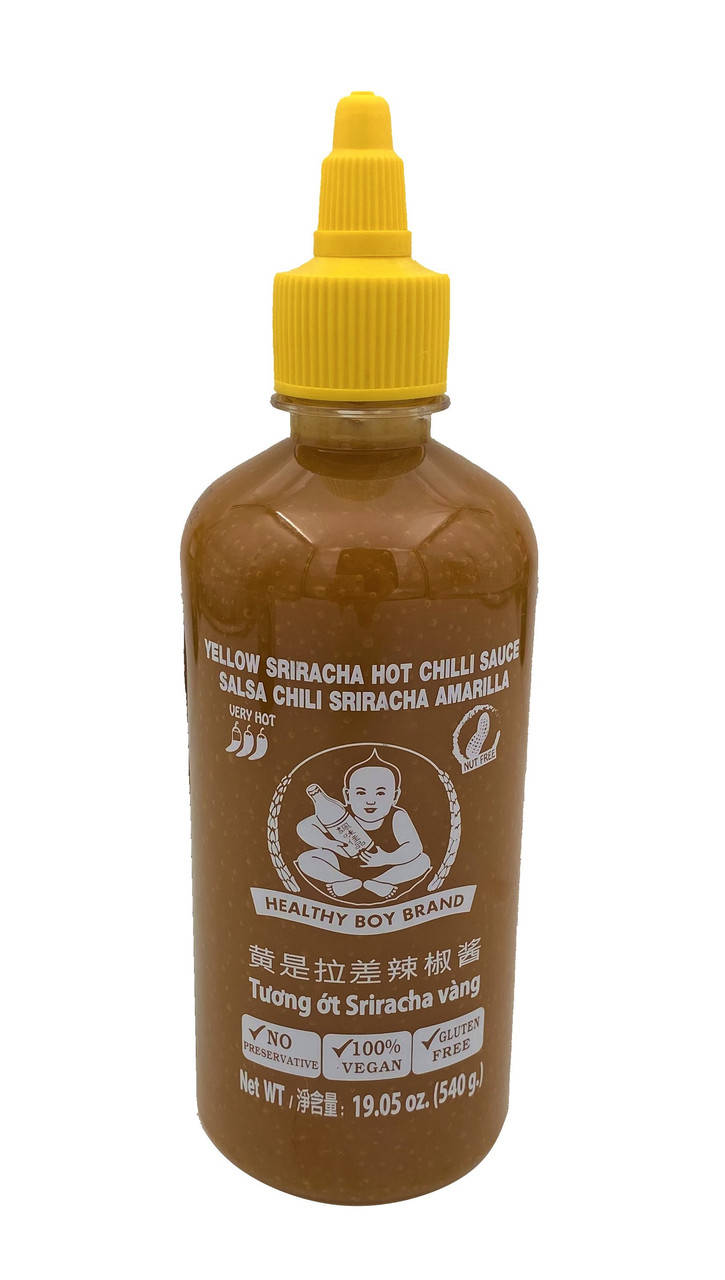 YELLOW SRIRACHA HOT CHILLI SAUCE
SALSA CHILI SRIRACHA AMARILLA
VERY HOT
NUT FREE
HEALTHY BOY BRAND
黄是拉差辣椒酱
Tương ớt Sriracha vàng
✓NO PRESERVATIVE
✓100% VEGAN
✓GLUTEN FREE
Net WT / 淨含量: 19.05 oz. (540 g.)